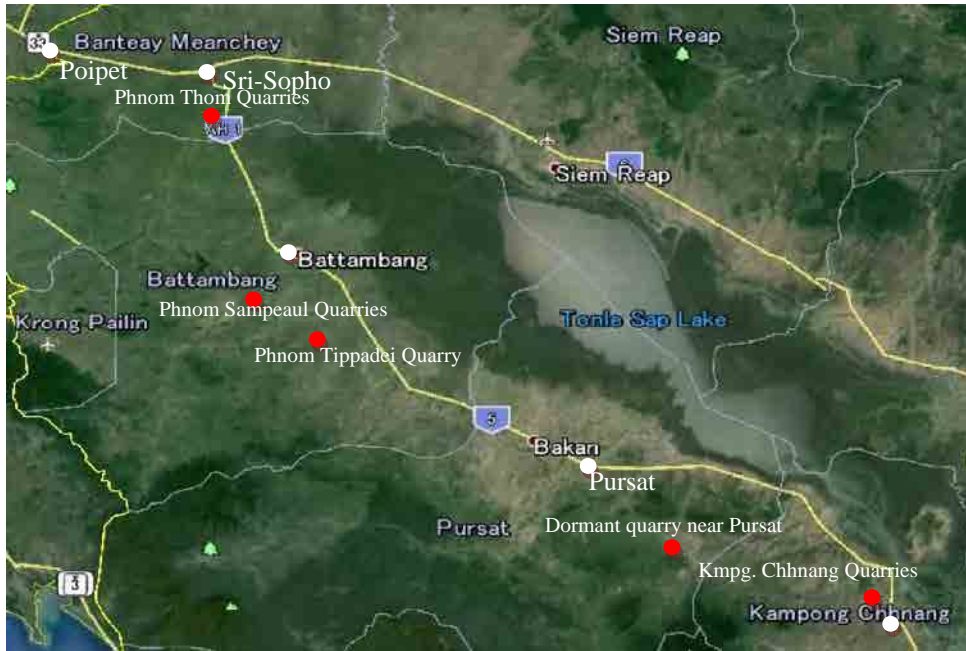 33
Banteay Meanchey
Siem Reap
Poipet
Sri-Sopho
Phnom Thom Quarries
AH 1
6
Siem Reap
Battambang
Battambang
Phnom Sampeaul Quarries
Krong Pailin
Tonle Sap Lake
Phnom Tippadei Quarry
5
Bakan
Pursat
Pursat
Dormant quarry near Pursat
Kmpg. Chhnang Quarries
3
Kampong Chhnang